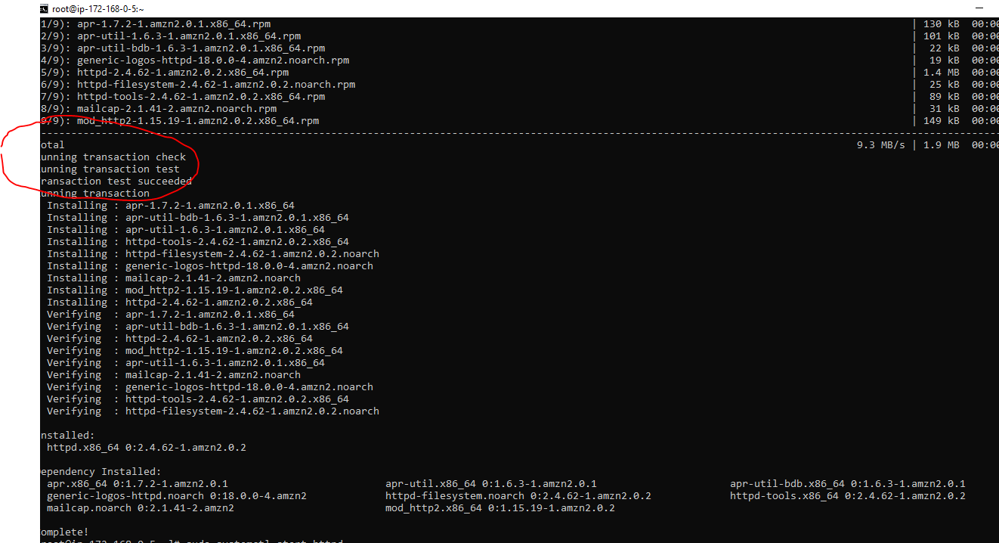 root@ip-172-168-0-5:~
1/9): apr-1.7.2-1.amzn2.0.1.x86_64.rpm | 130 kB 00:00
2/9): apr-util-1.6.3-1.amzn2.0.1.x86_64.rpm | 101 kB 00:00
3/9): apr-util-bdb-1.6.3-1.amzn2.0.1.x86_64.rpm | 22 kB 00:00
4/9): generic-logos-httpd-18.0.0-4.amzn2.noarch.rpm | 19 kB 00:00
5/9): httpd-2.4.62-1.amzn2.0.2.x86_64.rpm | 1.4 MB 00:00
6/9): httpd-filesystem-2.4.62-1.amzn2.0.2.noarch.rpm | 25 kB 00:00
7/9): httpd-tools-2.4.62-1.amzn2.0.2.x86_64.rpm | 89 kB 00:00
8/9): mailcap-2.1.41-2.amzn2.noarch.rpm | 31 kB 00:00
9/9): mod_http2-1.15.19-1.amzn2.0.2.x86_64.rpm | 149 kB 00:00
otal 9.3 MB/s | 1.9 MB 00:00
unning transaction check
unning transaction test
ransaction test succeeded
unning transaction
Installing : apr-1.7.2-1.amzn2.0.1.x86_64
Installing : apr-util-bdb-1.6.3-1.amzn2.0.1.x86_64
Installing : apr-util-1.6.3-1.amzn2.0.1.x86_64
Installing : httpd-tools-2.4.62-1.amzn2.0.2.x86_64
Installing : httpd-filesystem-2.4.62-1.amzn2.0.2.noarch
Installing : generic-logos-httpd-18.0.0-4.amzn2.noarch
Installing : mailcap-2.1.41-2.amzn2.noarch
Installing : mod_http2-1.15.19-1.amzn2.0.2.x86_64
Installing : httpd-2.4.62-1.amzn2.0.2.x86_64
Verifying : apr-1.7.2-1.amzn2.0.1.x86_64
Verifying : apr-util-bdb-1.6.3-1.amzn2.0.1.x86_64
Verifying : httpd-2.4.62-1.amzn2.0.2.x86_64
Verifying : mod_http2-1.15.19-1.amzn2.0.2.x86_64
Verifying : apr-util-1.6.3-1.amzn2.0.1.x86_64
Verifying : mailcap-2.1.41-2.amzn2.noarch
Verifying : generic-logos-httpd-18.0.0-4.amzn2.noarch
Verifying : httpd-tools-2.4.62-1.amzn2.0.2.x86_64
Verifying : httpd-filesystem-2.4.62-1.amzn2.0.2.noarch
nstalled:
httpd.x86_64 0:2.4.62-1.amzn2.0.2
ependency Installed:
apr.x86_64 0:1.7.2-1.amzn2.0.1 apr-util.x86_64 0:1.6.3-1.amzn2.0.1 apr-util-bdb.x86_64 0:1.6.3-1.amzn2.0.1
generic-logos-httpd.noarch 0:18.0.0-4.amzn2 httpd-filesystem.noarch 0:2.4.62-1.amzn2.0.2 httpd-tools.x86_64 0:2.4.62-1.amzn2.0.2
mailcap.noarch 0:2.1.41-2.amzn2 mod_http2.x86_64 0:1.15.19-1.amzn2.0.2
omplete!
root@ip-172-168-0-5 ~]# sudo systemctl start httpd